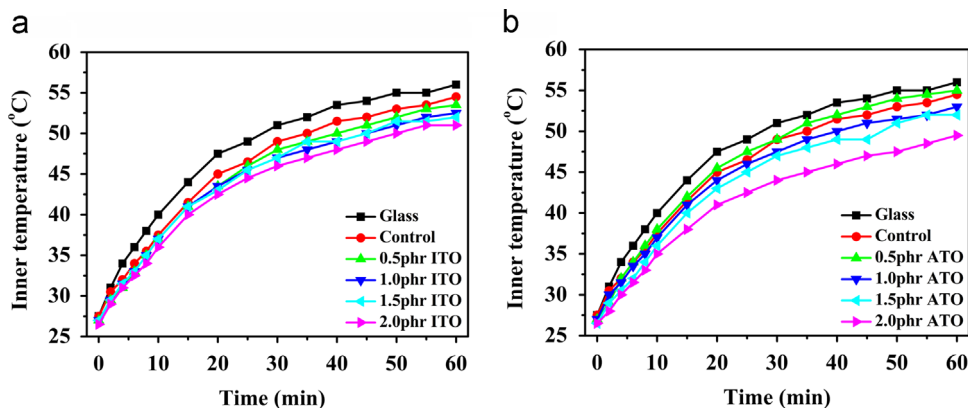 a
60
55
50
45
40
35
30
25
Inner temperature (°C)
Glass
Control
0.5phr ITO
1.0phr ITO
1.5phr ITO
2.0phr ITO
0 10 20 30 40 50 60
Time (min)
b
60
55
50
45
40
35
30
25
Inner temperature (°C)
Glass
Control
0.5phr ATO
1.0phr ATO
1.5phr ATO
2.0phr ATO
0 10 20 30 40 50 60
Time (min)